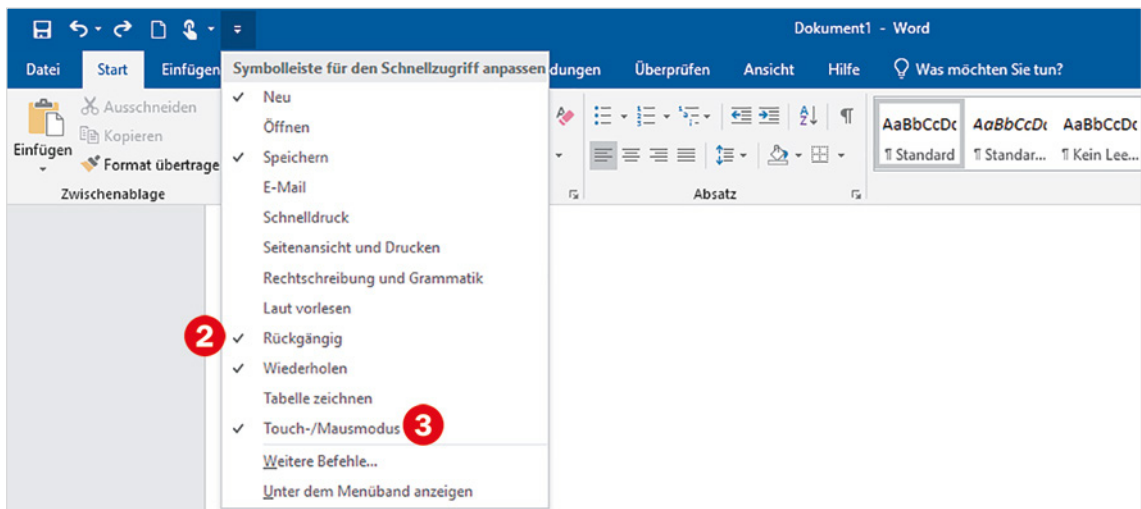 Dokument1 - Word
Datei Start Einfügen dungen Überprüfen Ansicht Hilfe Was möchten Sie tun?
Symbolleiste für den Schnellzugriff anpassen
Ausschneiden
Kopieren
Einfügen
Format übertrage
Zwischenablage
Neu
Öffnen
Speichern
E-Mail
Schnelldruck
Seitenansicht und Drucken
Rechtschreibung und Grammatik
Laut vorlesen
2 Rückgängig
Wiederholen
Tabelle zeichnen
Touch-/Mausmodus 3
Weitere Befehle...
Unter dem Menüband anzeigen
Absatz
AaBbCcDc AaBbCcDc AaBbCcDc
¶ Standard ¶ Standar... ¶ Kein Lee...